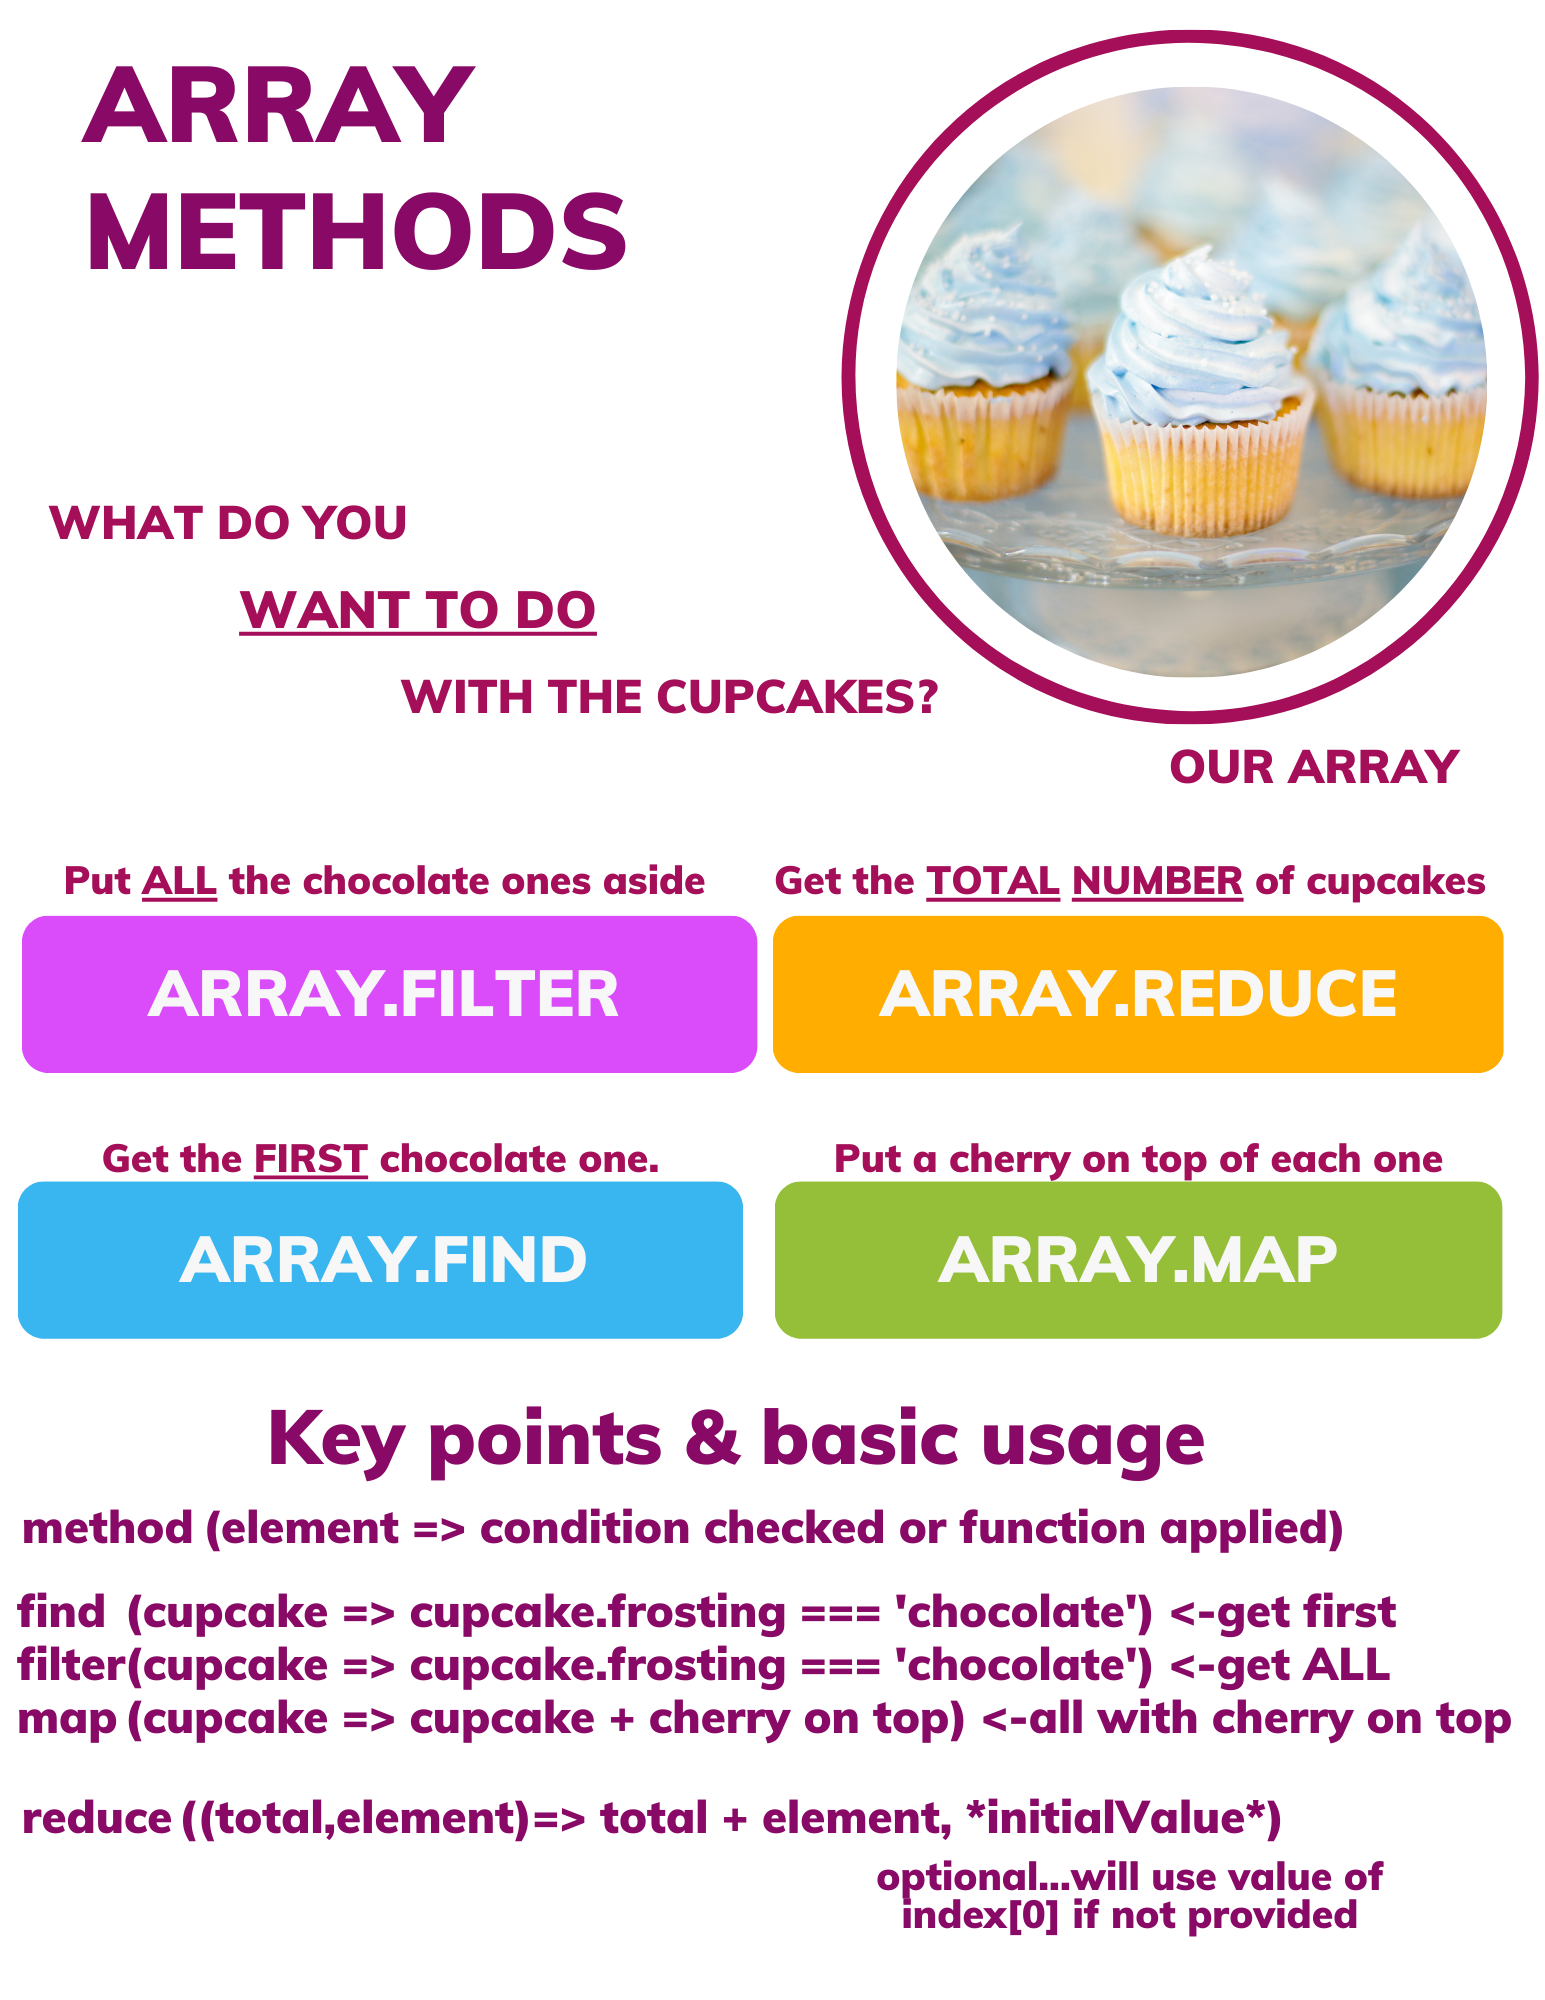 ARRAY
METHODS
WHAT DO YOU
WANT TO DO
WITH THE CUPCAKES?
OUR ARRAY
Put ALL the chocolate ones aside
ARRAY.FILTER
Get the TOTAL NUMBER of cupcakes
ARRAY.REDUCE
Get the FIRST chocolate one.
ARRAY.FIND
Put a cherry on top of each one
ARRAY.MAP
Key points & basic usage
method (element => condition checked or function applied)
find (cupcake => cupcake.frosting === 'chocolate') <-get first
filter(cupcake => cupcake.frosting === 'chocolate') <-get ALL
map (cupcake => cupcake + cherry on top) <-all with cherry on top
reduce ((total,element)=> total + element, *initialValue*)
optional...will use value of
index[0] if not provided